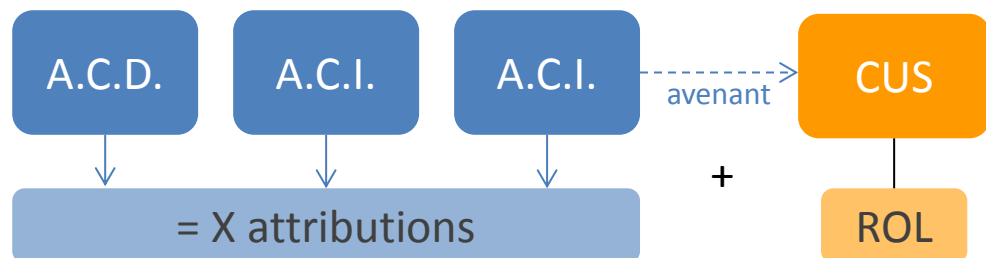 A.C.D. A.C.I. A.C.I. CUS
avenant
+
= X attributions ROL